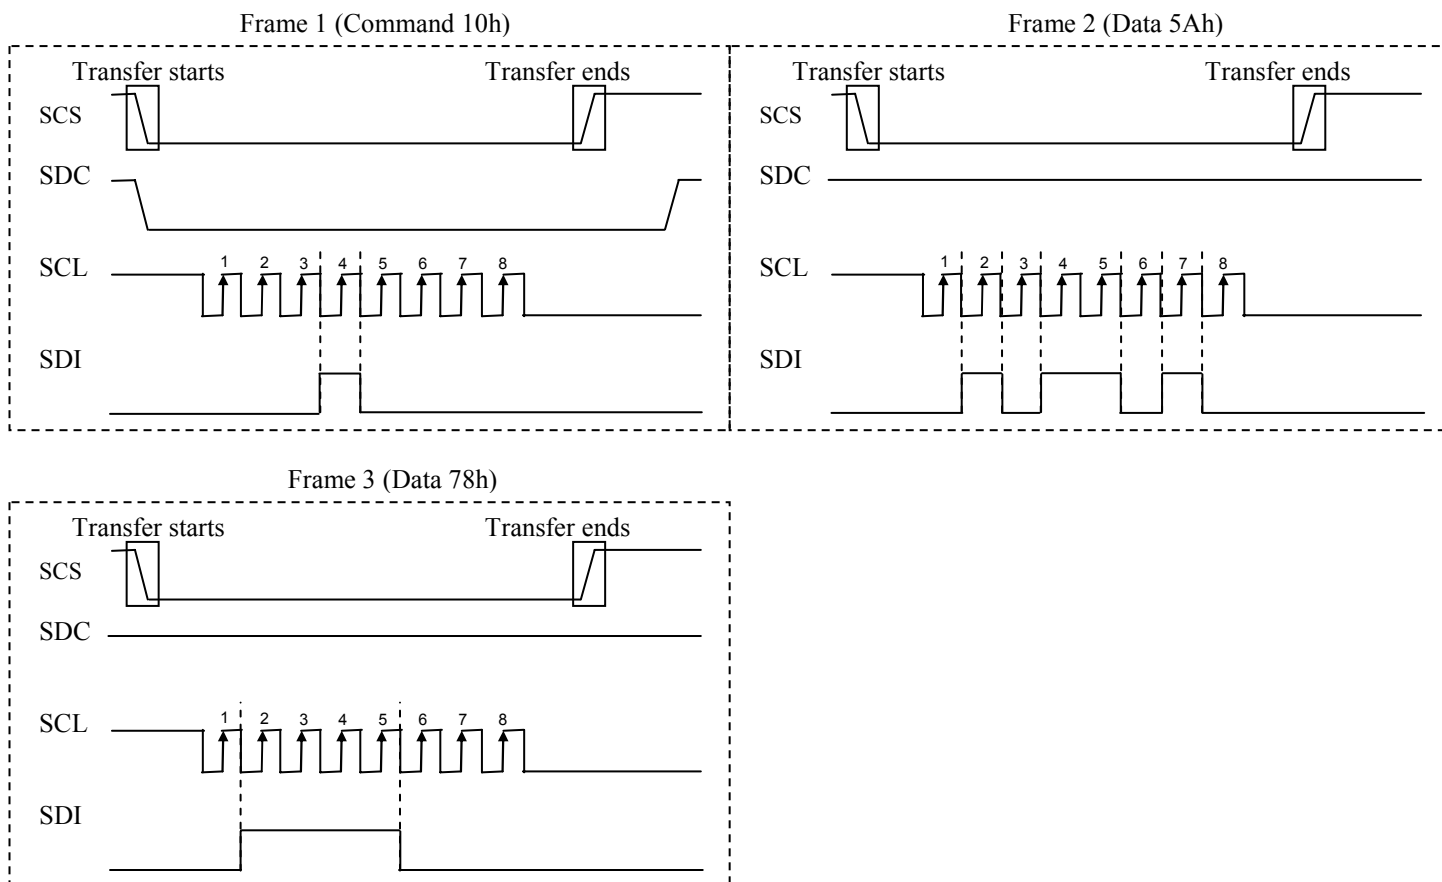 Frame 1 (Command 10h)
Transfer starts Transfer ends
SCS
SDC
SCL 1 2 3 4 5 6 7 8
SDI
Frame 2 (Data 5Ah)
Transfer starts Transfer ends
SCS
SDC
SCL 1 2 3 4 5 6 7 8
SDI
Frame 3 (Data 78h)
Transfer starts Transfer ends
SCS
SDC
SCL 1 2 3 4 5 6 7 8
SDI